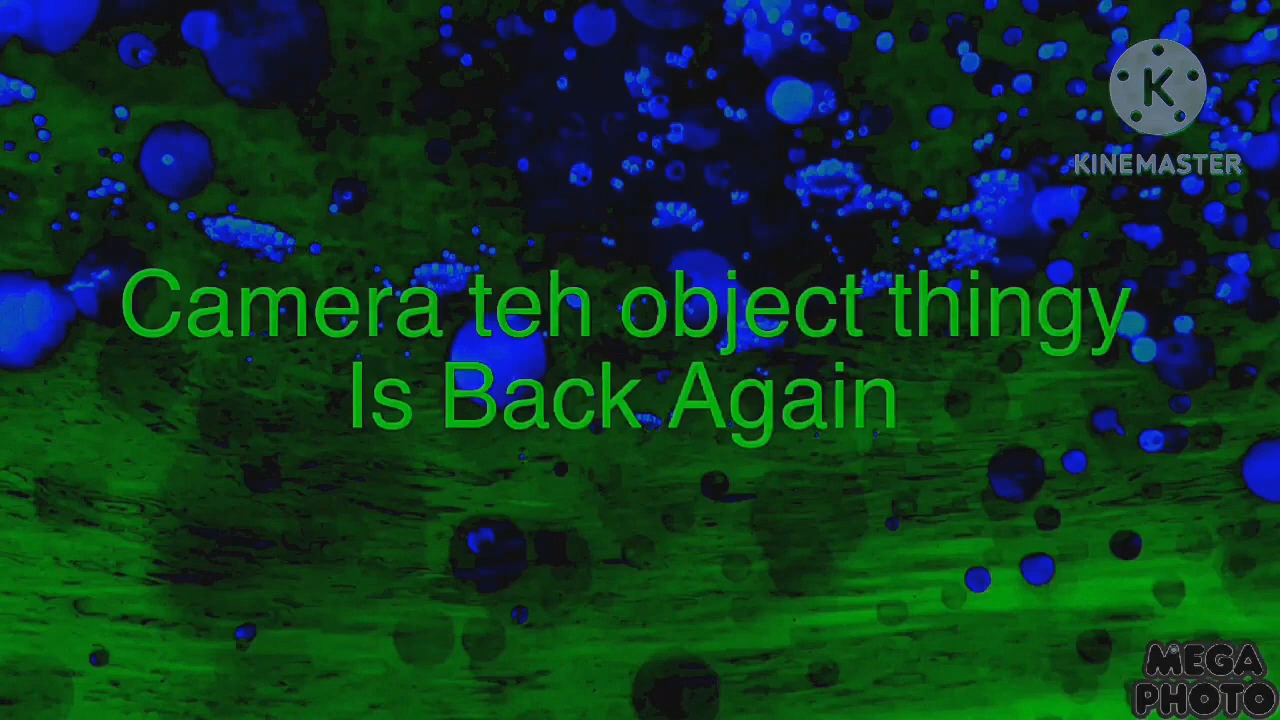 K
KINEMASTER
Camera teh object thingy
Is Back Again
MEGA
PHOTO